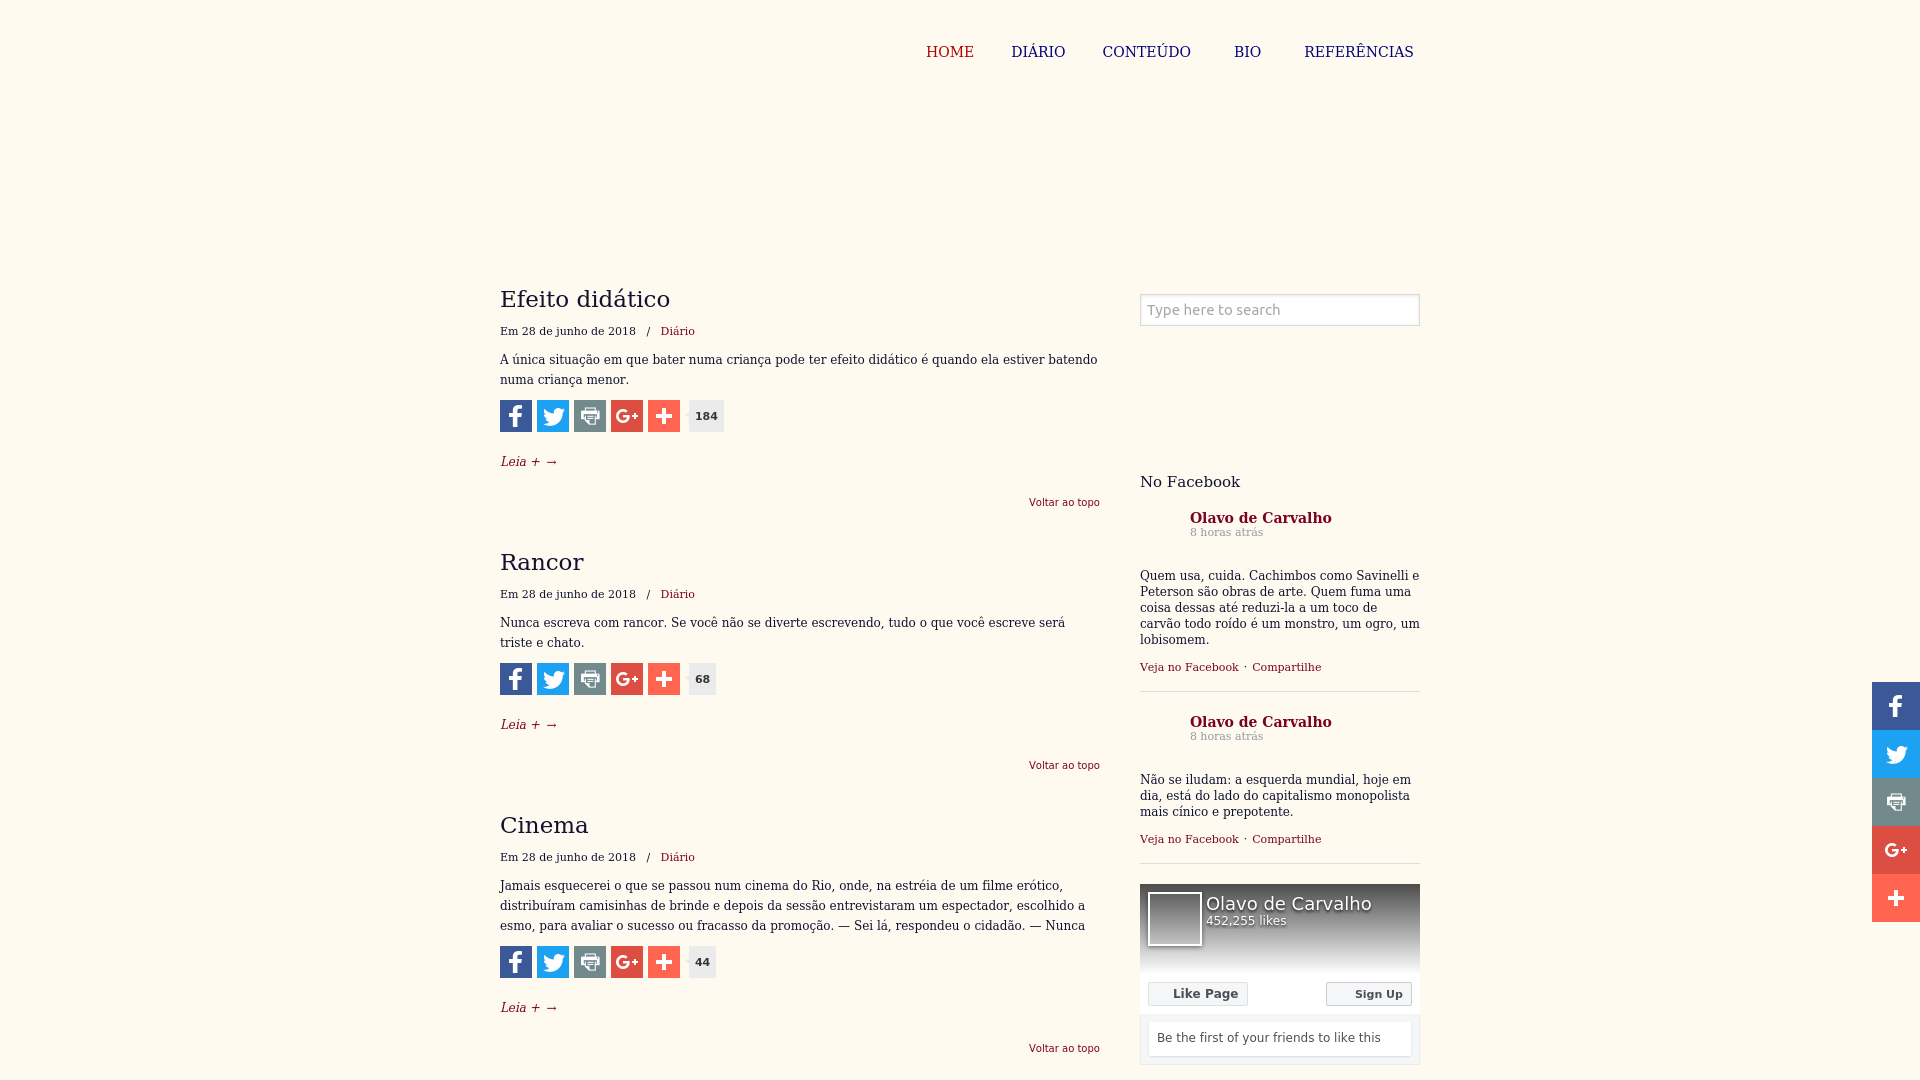 HOME DIÁRIO CONTEÚDO BIO REFERÊNCIAS
Efeito didático
Em 28 de junho de 2018 / Diário
A única situação em que bater numa criança pode ter efeito didático é quando ela estiver batendo
numa criança menor.
184
Leia + →
Voltar ao topo
Rancor
Em 28 de junho de 2018 / Diário
Nunca escreva com rancor. Se você não se diverte escrevendo, tudo o que você escreve será
triste e chato.
68
Leia + →
Voltar ao topo
Cinema
Em 28 de junho de 2018 / Diário
Jamais esquecerei o que se passou num cinema do Rio, onde, na estréia de um filme erótico,
distribuíram camisinhas de brinde e depois da sessão entrevistaram um espectador, escolhido a
esmo, para avaliar o sucesso ou fracasso da promoção. — Sei lá, respondeu o cidadão. — Nunca
44
Leia + →
Voltar ao topo
Type here to search
No Facebook
Olavo de Carvalho
8 horas atrás
Quem usa, cuida. Cachimbos como Savinelli e
Peterson são obras de arte. Quem fuma uma
coisa dessas até reduzi-la a um toco de
carvão todo roído é um monstro, um ogro, um
lobisomem.
Veja no Facebook · Compartilhe
Olavo de Carvalho
8 horas atrás
Não se iludam: a esquerda mundial, hoje em
dia, está do lado do capitalismo monopolista
mais cínico e prepotente.
Veja no Facebook · Compartilhe
Olavo de Carvalho
452,255 likes
Like Page Sign Up
Be the first of your friends to like this